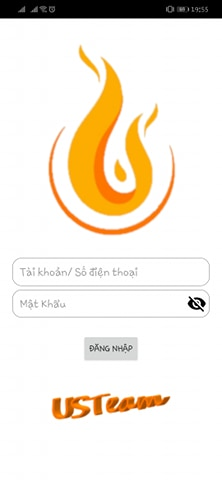 19:55
Tài khoản/ Số điện thoại
Mật Khẩu
ĐĂNG NHẬP
USTeam